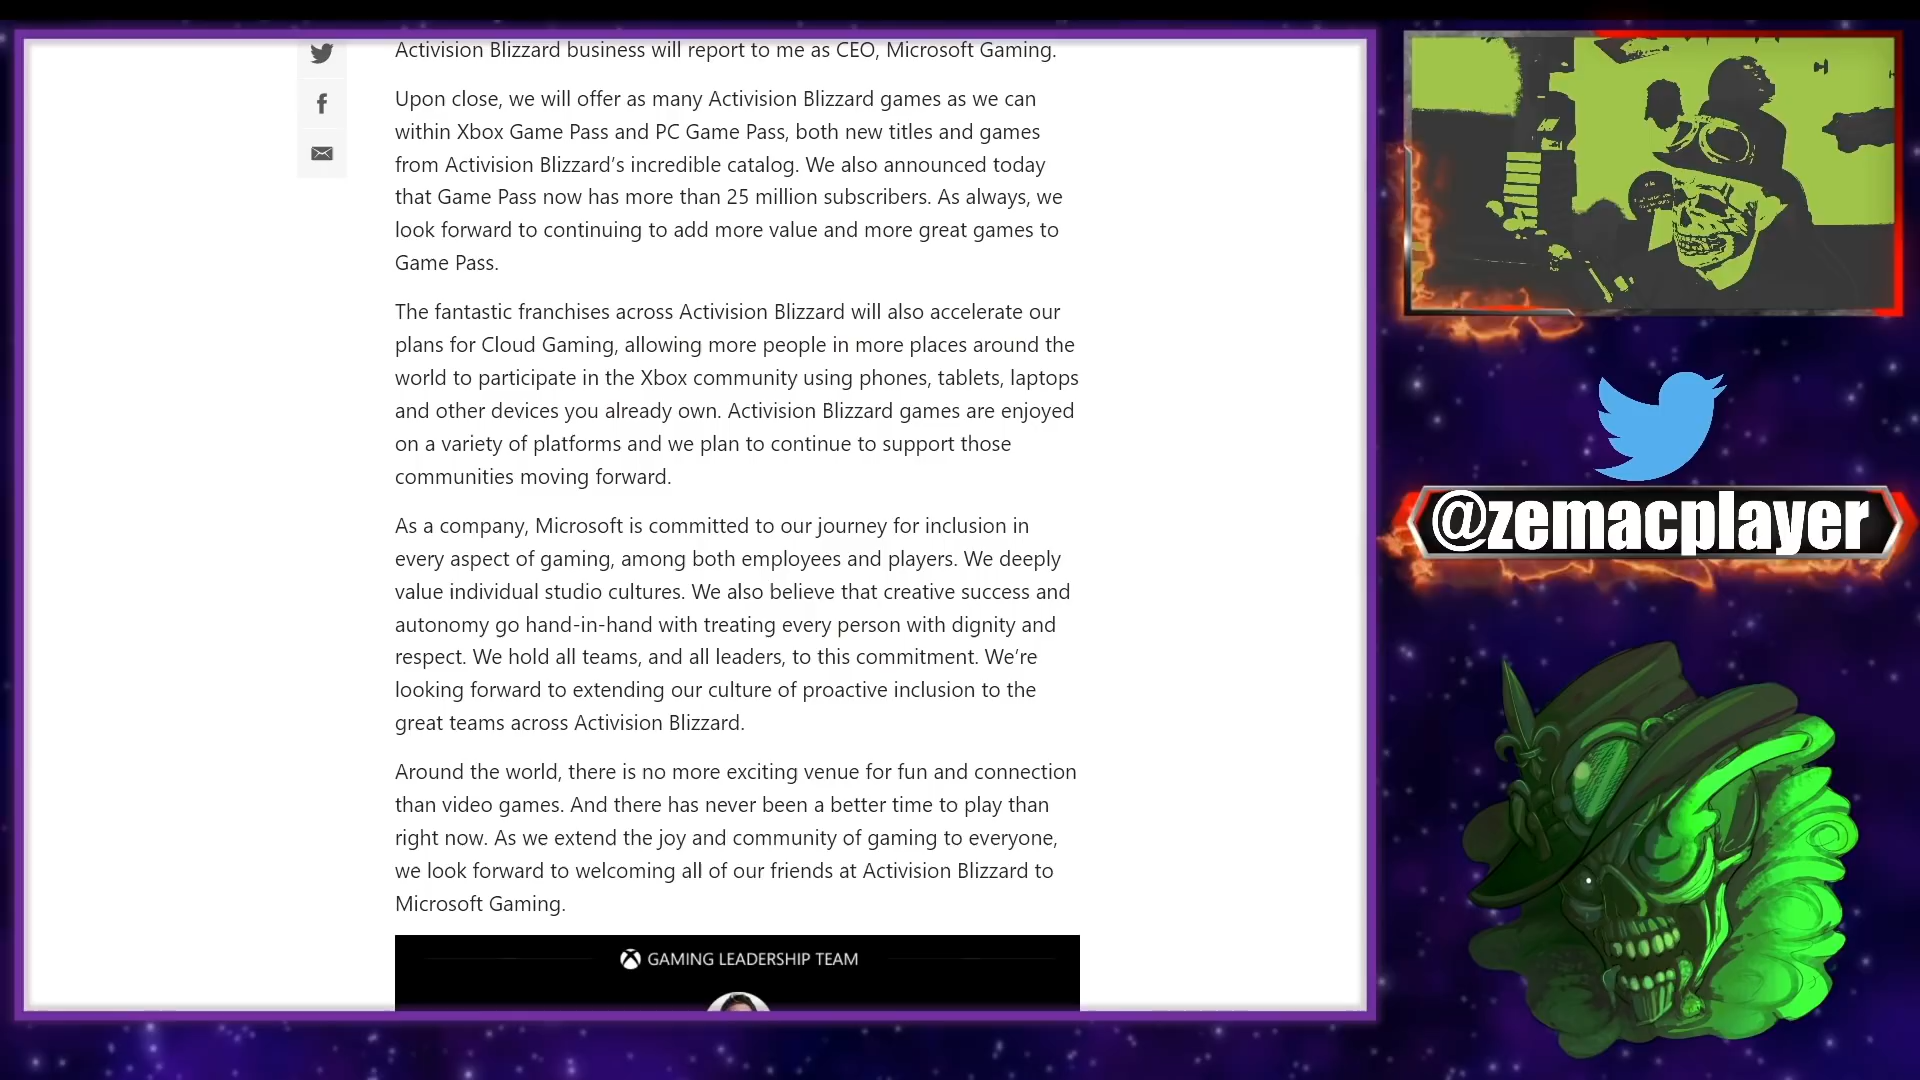 Activision Blizzard business will report to me as CEO, Microsoft Gaming.
Upon close, we will offer as many Activision Blizzard games as we can
within Xbox Game Pass and PC Game Pass, both new titles and games
from Activision Blizzard’s incredible catalog. We also announced today
that Game Pass now has more than 25 million subscribers. As always, we
look forward to continuing to add more value and more great games to
Game Pass.
The fantastic franchises across Activision Blizzard will also accelerate our
plans for Cloud Gaming, allowing more people in more places around the
world to participate in the Xbox community using phones, tablets, laptops
and other devices you already own. Activision Blizzard games are enjoyed
on a variety of platforms and we plan to continue to support those
communities moving forward.
As a company, Microsoft is committed to our journey for inclusion in
every aspect of gaming, among both employees and players. We deeply
value individual studio cultures. We also believe that creative success and
autonomy go hand-in-hand with treating every person with dignity and
respect. We hold all teams, and all leaders, to this commitment. We’re
looking forward to extending our culture of proactive inclusion to the
great teams across Activision Blizzard.
Around the world, there is no more exciting venue for fun and connection
than video games. And there has never been a better time to play than
right now. As we extend the joy and community of gaming to everyone,
we look forward to welcoming all of our friends at Activision Blizzard to
Microsoft Gaming.
GAMING LEADERSHIP TEAM
@zemacplayer